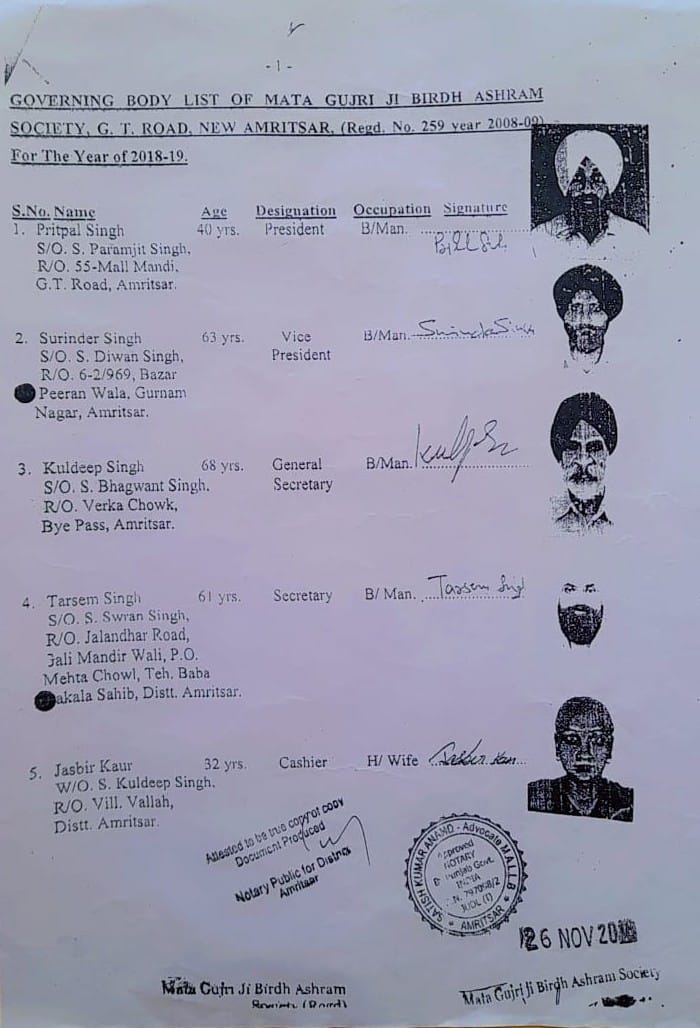 -1-
GOVERNING BODY LIST OF MATA GUJRI JI BIRDH ASHRAM
SOCIETY, G. T. ROAD, NEW AMRITSAR, (Regd. No. 259 year 2008-09)
For The Year of 2018-19.
S.No. Name Age Designation Occupation Signature
1. Pritpal Singh 40 yrs. President B/Man.
S/O. S. Paramjit Singh,
R/O. 55-Mall Mandi,
G.T. Road, Amritsar.
2. Surinder Singh 63 yrs. Vice B/Man. Surinder Singh
S/O. S. Diwan Singh, President
R/O. 6-2/969, Bazar
Peeran Wala, Gurnam
Nagar, Amritsar.
3. Kuldeep Singh 68 yrs. General B/Man.
S/O. S. Bhagwant Singh, Secretary
R/O. Verka Chowk,
Bye Pass, Amritsar.
4. Tarsem Singh 61 yrs. Secretary B/ Man. Tarsem Singh
S/O. S. Swran Singh,
R/O. Jalandhar Road,
Gali Mandir Wali, P.O.
Mehta Chowl, Teh. Baba
akala Sahib, Distt. Amritsar.
5. Jasbir Kaur 32 yrs. Cashier H/ Wife Jasbir Kaur
W/O. S. Kuldeep Singh,
R/O. Vill. Vallah,
Distt. Amritsar.
Attested to be true copy of copy
Document Produced
Notary Public for District
Amritsar
SATISH KUMAR ANAND - Advocate M.A.L.L.B
AMRITSAR
Approved
NOTARY
Punjab Govt.
INDIA
26 NOV
Mata Gujri Ji Birdh Ashram
Society (Regd)
Mata Gujri Ji Birdh Ashram Society